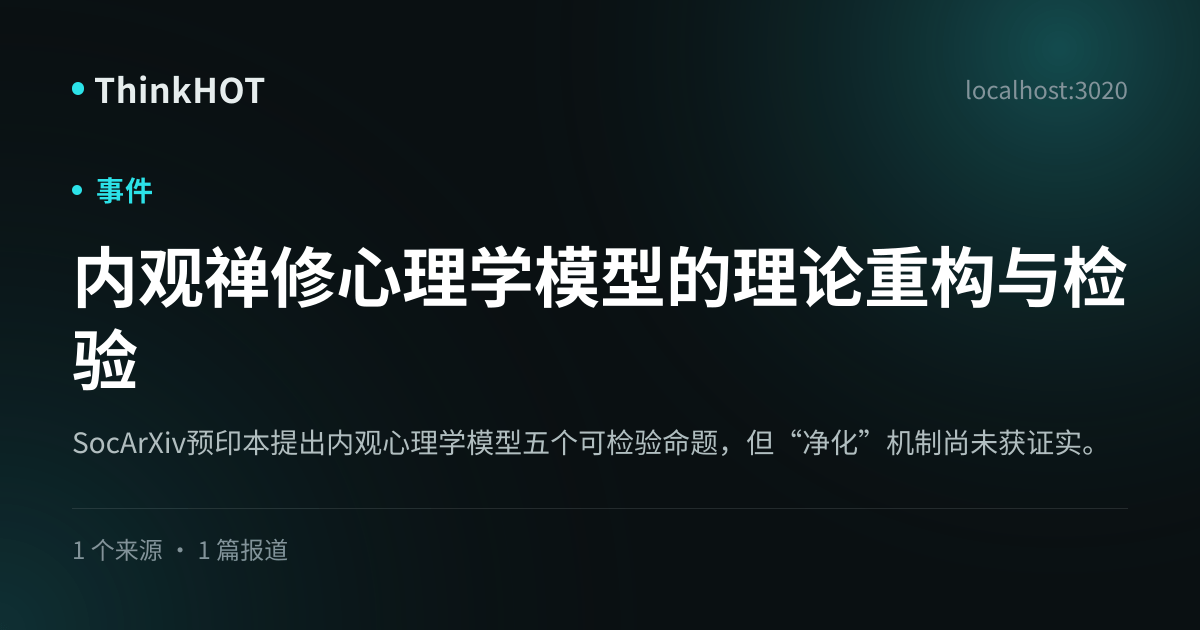 ThinkHOT
localhost:3020
事件
内观禅修心理学模型的理论重构与检
验
SocArXiv预印本提出内观心理学模型五个可检验命题，但“净化”机制尚未获证实。
1 个来源 · 1 篇报道